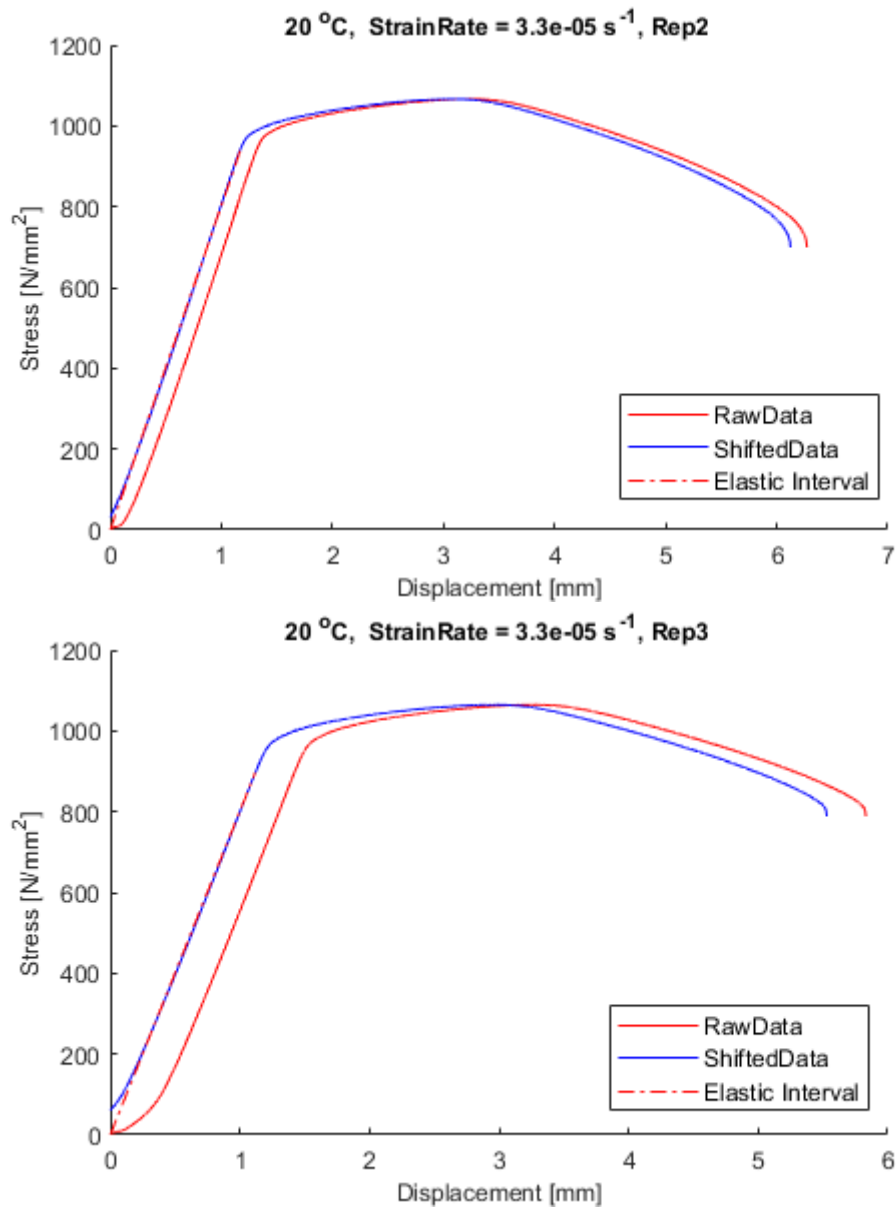 20 °C,  StrainRate = 3.3e-05 s⁻¹, Rep2
1200
1000
800
600
400
200
0
Stress [N/mm²]
RawData
ShiftedData
Elastic Interval
0 1 2 3 4 5 6 7
Displacement [mm]
20 °C,  StrainRate = 3.3e-05 s⁻¹, Rep3
1200
1000
800
600
400
200
0
Stress [N/mm²]
RawData
ShiftedData
Elastic Interval
0 1 2 3 4 5 6
Displacement [mm]